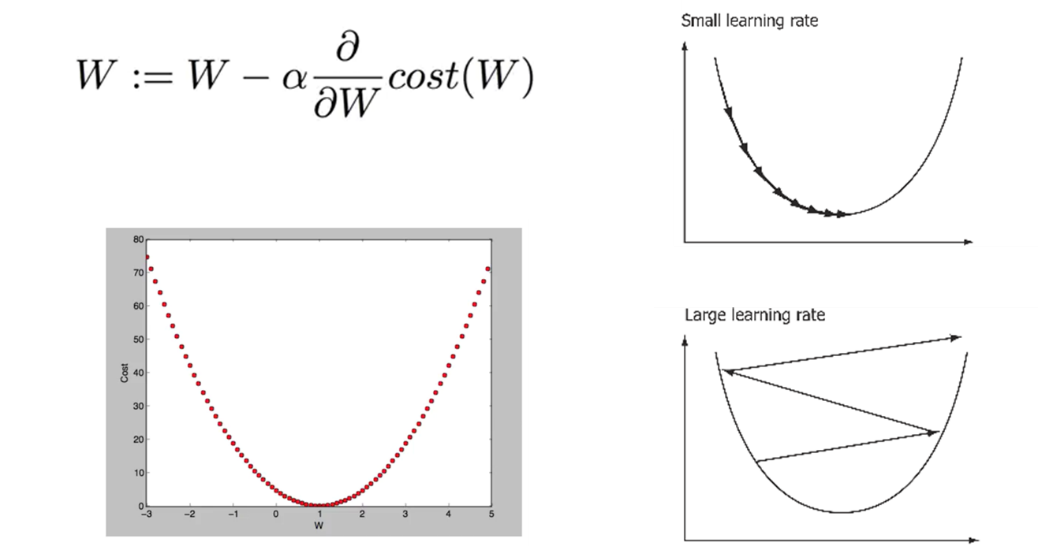 Small learning rate
W := W − α ∂/∂W cost(W)
80
70
60
50
40
30
20
10
0
Cost
−3 −2 −1 0 1 2 3 4 5
W
Large learning rate